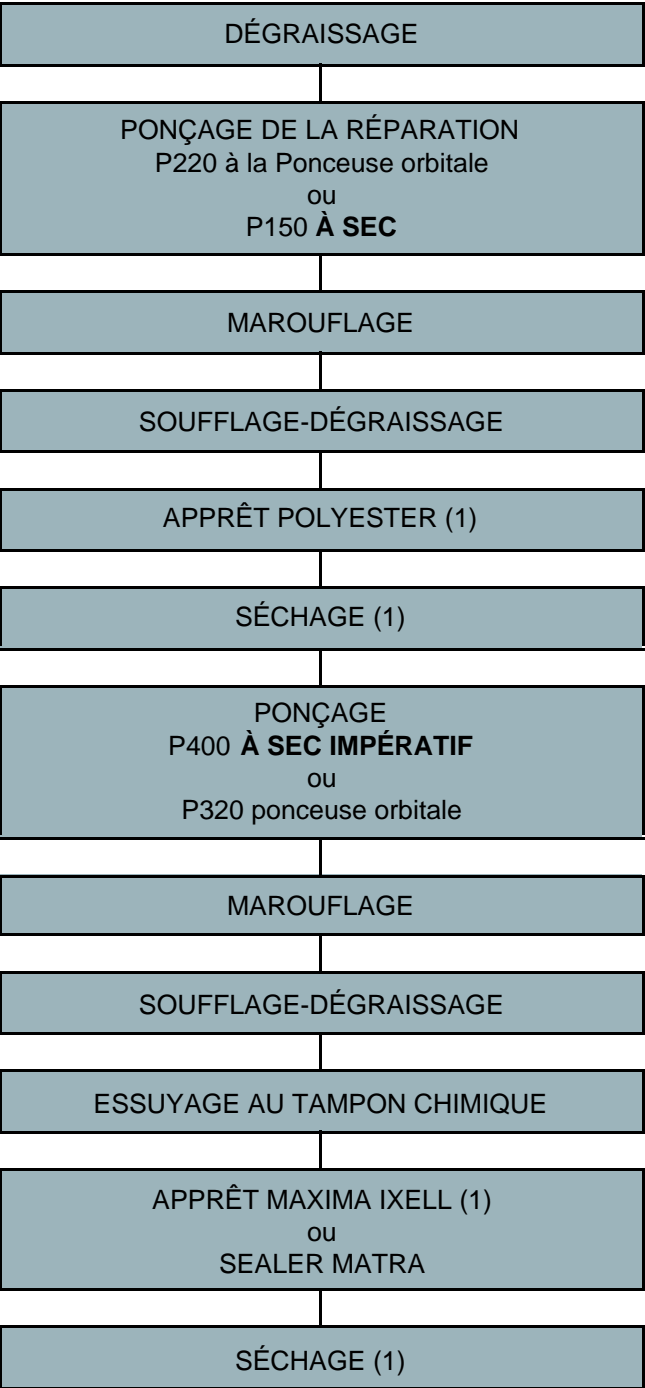 DÉGRAISSAGE
PONÇAGE DE LA RÉPARATION
P220 à la Ponceuse orbitale
ou
P150 À SEC
MAROUFLAGE
SOUFFLAGE-DÉGRAISSAGE
APPRÊT POLYESTER (1)
SÉCHAGE (1)
PONÇAGE
P400 À SEC IMPÉRATIF
ou
P320 ponceuse orbitale
MAROUFLAGE
SOUFFLAGE-DÉGRAISSAGE
ESSUYAGE AU TAMPON CHIMIQUE
APPRÊT MAXIMA IXELL (1)
ou
SEALER MATRA
SÉCHAGE (1)